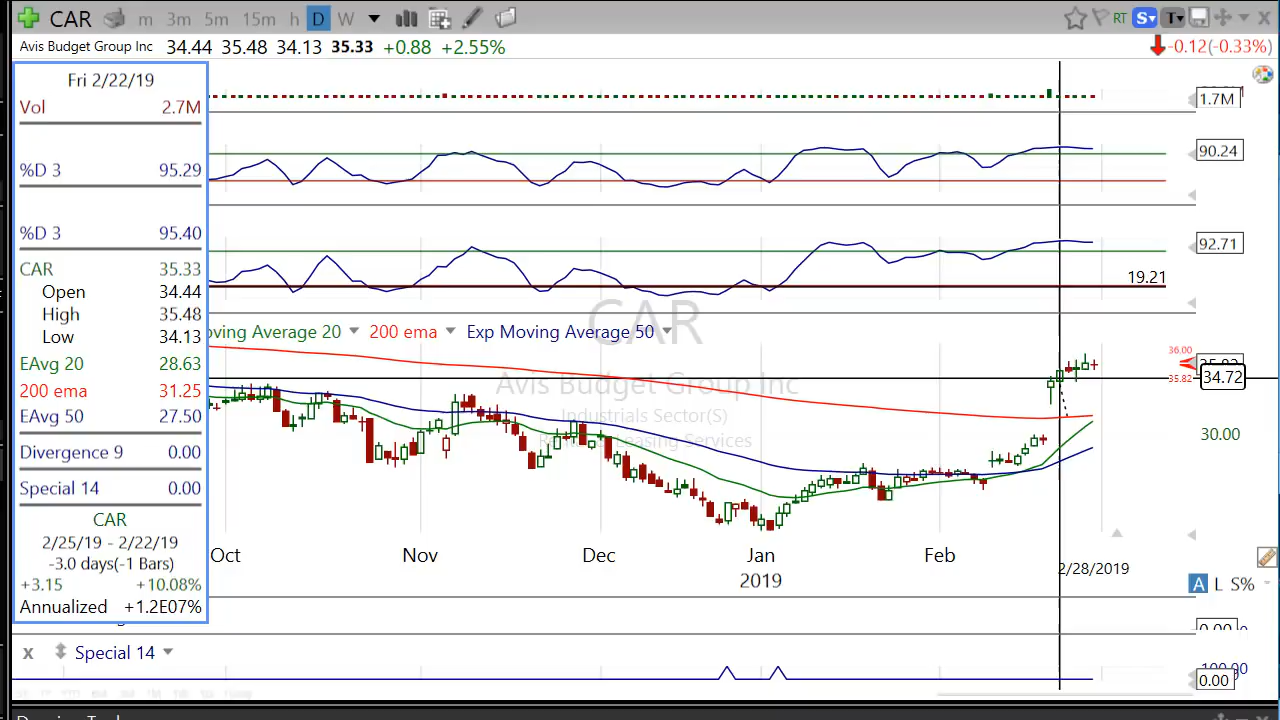 CAR m 3m 5m 15m h D W RT S T
Avis Budget Group Inc 34.44 35.48 34.13 35.33 +0.88 +2.55% -0.12(-0.33%)
Fri 2/22/19
Vol 2.7M
1.7M
%D 3 95.29
90.24
%D 3 95.40
92.71
19.21
CAR 35.33
Open 34.44
High 35.48
Low 34.13
EAvg 20 28.63
200 ema 31.25
EAvg 50 27.50
Divergence 9 0.00
Special 14 0.00
CAR
2/25/19 - 2/22/19
-3.0 days(-1 Bars)
+3.15 +10.08%
Annualized +1.2E07%
oving Average 20 200 ema Exp Moving Average 50
CAR
Avis Budget Group Inc
Industrials Sector(S)
Rental/Leasing Services
36.00
35.82
34.72
30.00
Oct Nov Dec Jan Feb
2019
2/28/2019
A L S%
x Special 14
100.00
0.00